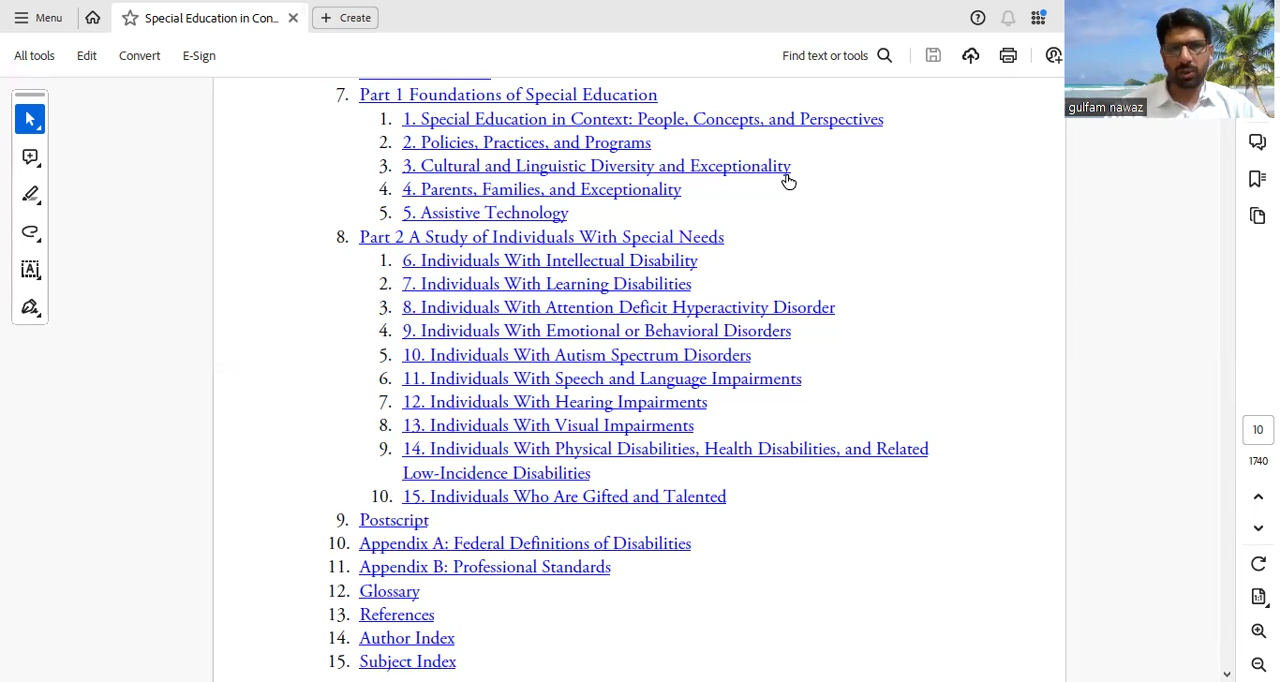 Menu
Special Education in Con...
Create
All tools Edit Convert E-Sign
Find text or tools
gulfam nawaz
7. Part 1 Foundations of Special Education
1. 1. Special Education in Context: People, Concepts, and Perspectives
2. 2. Policies, Practices, and Programs
3. 3. Cultural and Linguistic Diversity and Exceptionality
4. 4. Parents, Families, and Exceptionality
5. 5. Assistive Technology
8. Part 2 A Study of Individuals With Special Needs
1. 6. Individuals With Intellectual Disability
2. 7. Individuals With Learning Disabilities
3. 8. Individuals With Attention Deficit Hyperactivity Disorder
4. 9. Individuals With Emotional or Behavioral Disorders
5. 10. Individuals With Autism Spectrum Disorders
6. 11. Individuals With Speech and Language Impairments
7. 12. Individuals With Hearing Impairments
8. 13. Individuals With Visual Impairments
9. 14. Individuals With Physical Disabilities, Health Disabilities, and Related
Low-Incidence Disabilities
10. 15. Individuals Who Are Gifted and Talented
9. Postscript
10. Appendix A: Federal Definitions of Disabilities
11. Appendix B: Professional Standards
12. Glossary
13. References
14. Author Index
15. Subject Index
10
1740